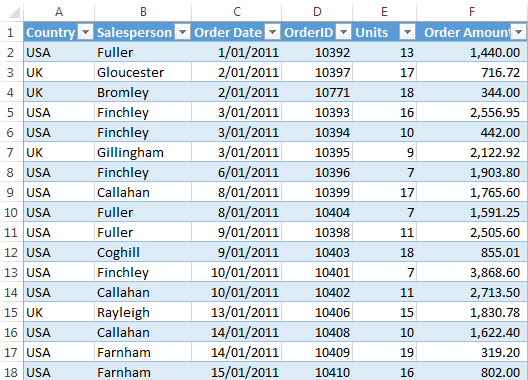 A B C D E F
1 Country Salesperson Order Date OrderID Units Order Amount
2 USA Fuller 1/01/2011 10392 13 1,440.00
3 UK Gloucester 2/01/2011 10397 17 716.72
4 UK Bromley 2/01/2011 10771 18 344.00
5 USA Finchley 3/01/2011 10393 16 2,556.95
6 USA Finchley 3/01/2011 10394 10 442.00
7 UK Gillingham 3/01/2011 10395 9 2,122.92
8 USA Finchley 6/01/2011 10396 7 1,903.80
9 USA Callahan 8/01/2011 10399 17 1,765.60
10 USA Fuller 8/01/2011 10404 7 1,591.25
11 USA Fuller 9/01/2011 10398 11 2,505.60
12 USA Coghill 9/01/2011 10403 18 855.01
13 USA Finchley 10/01/2011 10401 7 3,868.60
14 USA Callahan 10/01/2011 10402 11 2,713.50
15 UK Rayleigh 13/01/2011 10406 15 1,830.78
16 USA Callahan 14/01/2011 10408 10 1,622.40
17 USA Farnham 14/01/2011 10409 19 319.20
18 USA Farnham 15/01/2011 10410 16 802.00